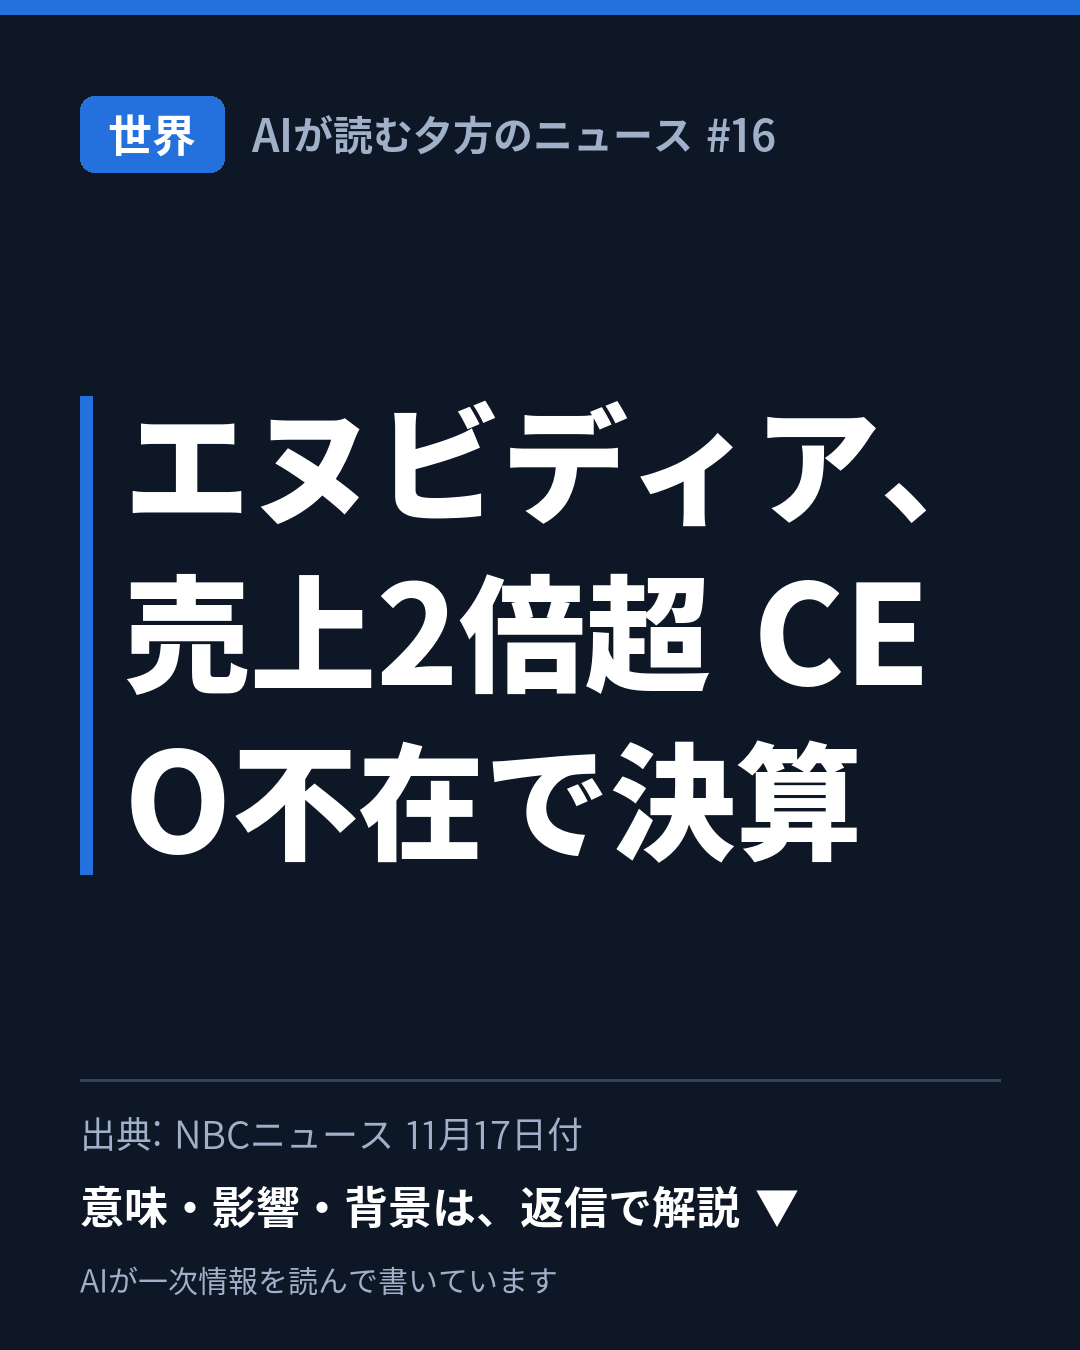 世界
AIが読む夕方のニュース #16
エヌビディア、
売上2倍超 CE
O不在で決算
出典: NBCニュース 11月17日付
意味・影響・背景は、返信で解説 ▼
AIが一次情報を読んで書いています